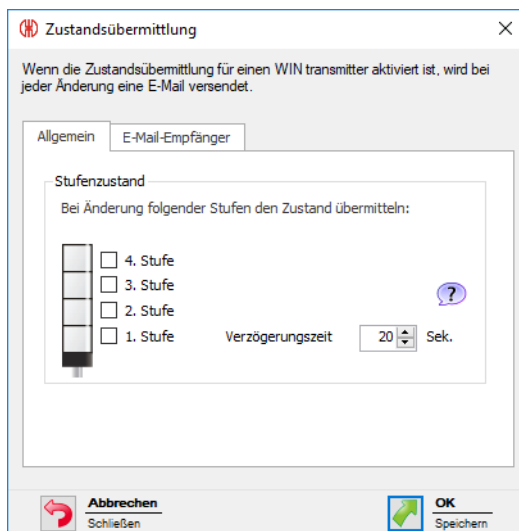 Zustandsübermittlung
Wenn die Zustandsübermittlung für einen WIN transmitter aktiviert ist, wird bei
jeder Änderung eine E-Mail versendet.
Allgemein E-Mail-Empfänger
Stufenzustand
Bei Änderung folgender Stufen den Zustand übermitteln:
4. Stufe
3. Stufe
2. Stufe
1. Stufe Verzögerungszeit 20 Sek.
?
Abbrechen
Schließen
OK
Speichern